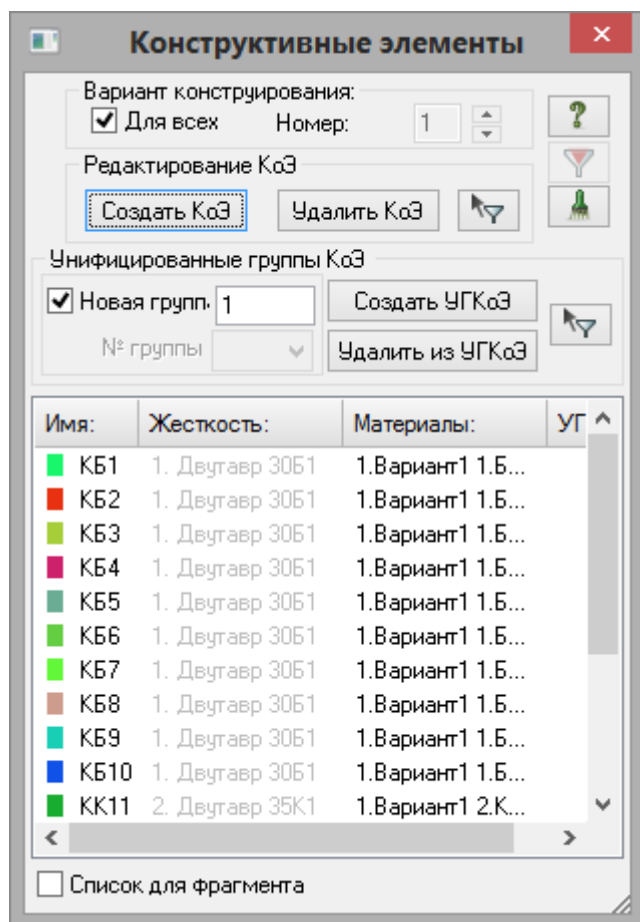 Конструктивные элементы
Вариант конструирования:
Для всех Номер: 1
Редактирование КоЭ
Создать КоЭ Удалить КоЭ
Унифицированные группы КоЭ
Новая групп 1 Создать УГКоЭ
№ группы Удалить из УГКоЭ
Имя: Жесткость: Материалы: УГ
КБ1 1. Двутавр 30Б1 1.Вариант1 1.Б...
КБ2 1. Двутавр 30Б1 1.Вариант1 1.Б...
КБ3 1. Двутавр 30Б1 1.Вариант1 1.Б...
КБ4 1. Двутавр 30Б1 1.Вариант1 1.Б...
КБ5 1. Двутавр 30Б1 1.Вариант1 1.Б...
КБ6 1. Двутавр 30Б1 1.Вариант1 1.Б...
КБ7 1. Двутавр 30Б1 1.Вариант1 1.Б...
КБ8 1. Двутавр 30Б1 1.Вариант1 1.Б...
КБ9 1. Двутавр 30Б1 1.Вариант1 1.Б...
КБ10 1. Двутавр 30Б1 1.Вариант1 1.Б...
КК11 2. Двутавр 35К1 1.Вариант1 2.К...
Список для фрагмента